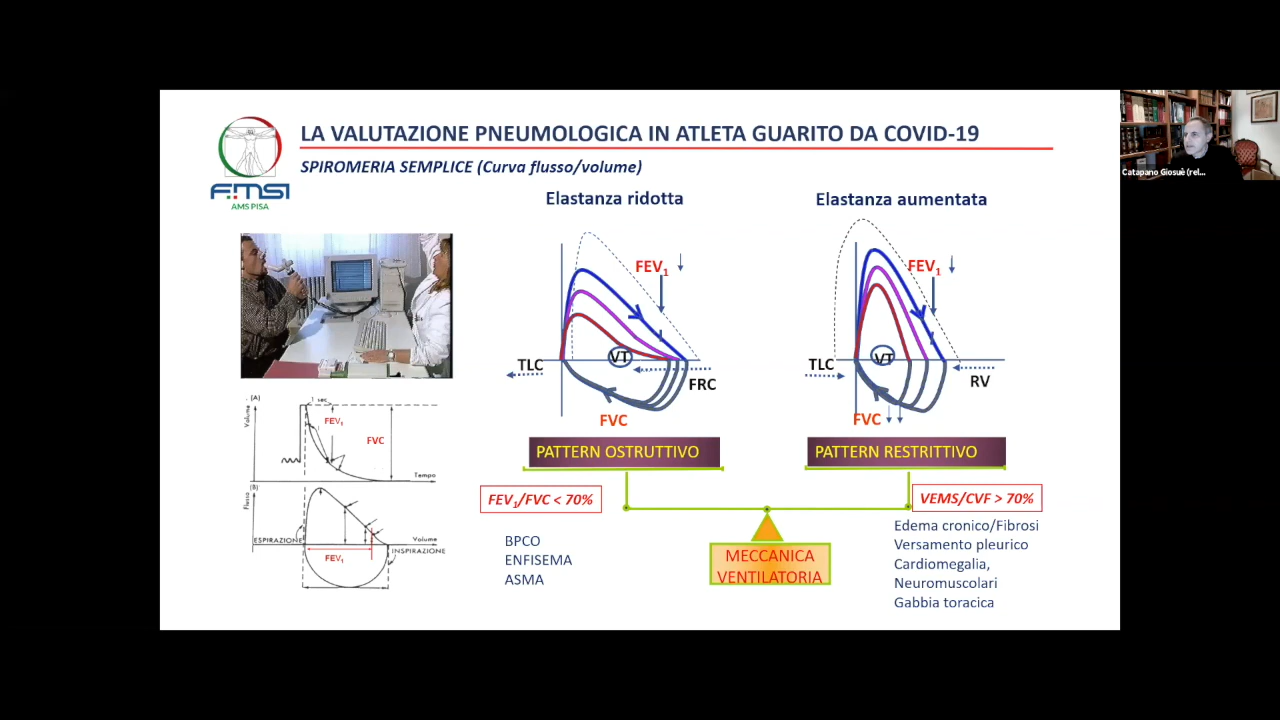 LA VALUTAZIONE PNEUMOLOGICA IN ATLETA GUARITO DA COVID-19
SPIROMERIA SEMPLICE (Curva flusso/volume)
FMSI
AMS PISA
Catapano Giosuè (rel...
Elastanza ridotta
Elastanza aumentata
FEV1
FEV1
VT
VT
TLC
FRC
TLC
RV
FVC
FVC
(A)
Volume
1 sec
FEV1
FVC
Tempo
(B)
Flusso
Volume
ESPIRAZIONE
INSPIRAZIONE
FEV1
PATTERN OSTRUTTIVO
PATTERN RESTRITTIVO
FEV1/FVC < 70%
VEMS/CVF > 70%
BPCO
ENFISEMA
ASMA
MECCANICA
VENTILATORIA
Edema cronico/Fibrosi
Versamento pleurico
Cardiomegalia,
Neuromuscolari
Gabbia toracica